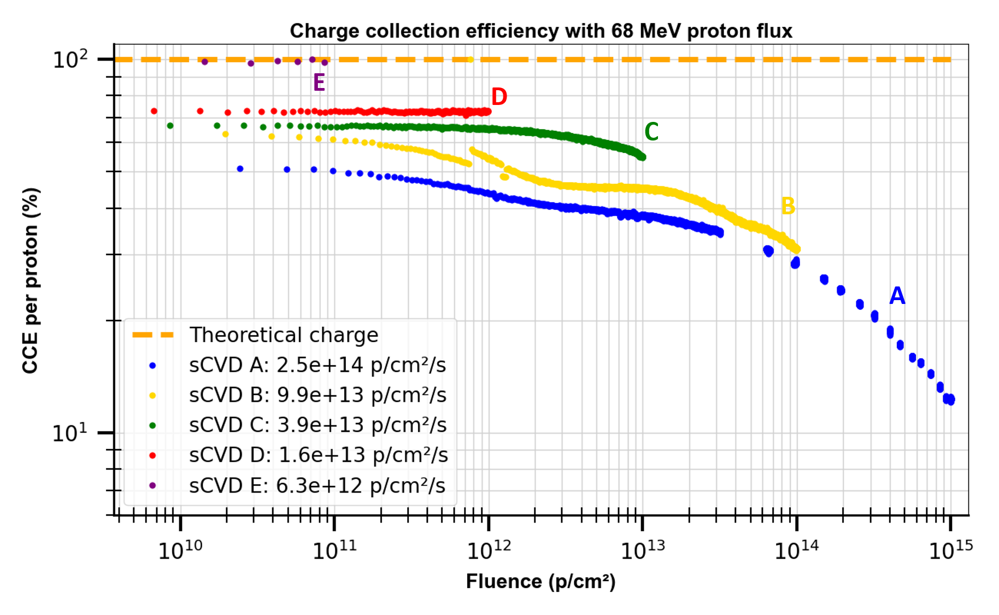 Charge collection efficiency with 68 MeV proton flux
10²
E
D
C
B
A
CCE per proton (%)
10¹
Theoretical charge
sCVD A: 2.5e+14 p/cm²/s
sCVD B: 9.9e+13 p/cm²/s
sCVD C: 3.9e+13 p/cm²/s
sCVD D: 1.6e+13 p/cm²/s
sCVD E: 6.3e+12 p/cm²/s
10¹⁰ 10¹¹ 10¹² 10¹³ 10¹⁴ 10¹⁵
Fluence (p/cm²)